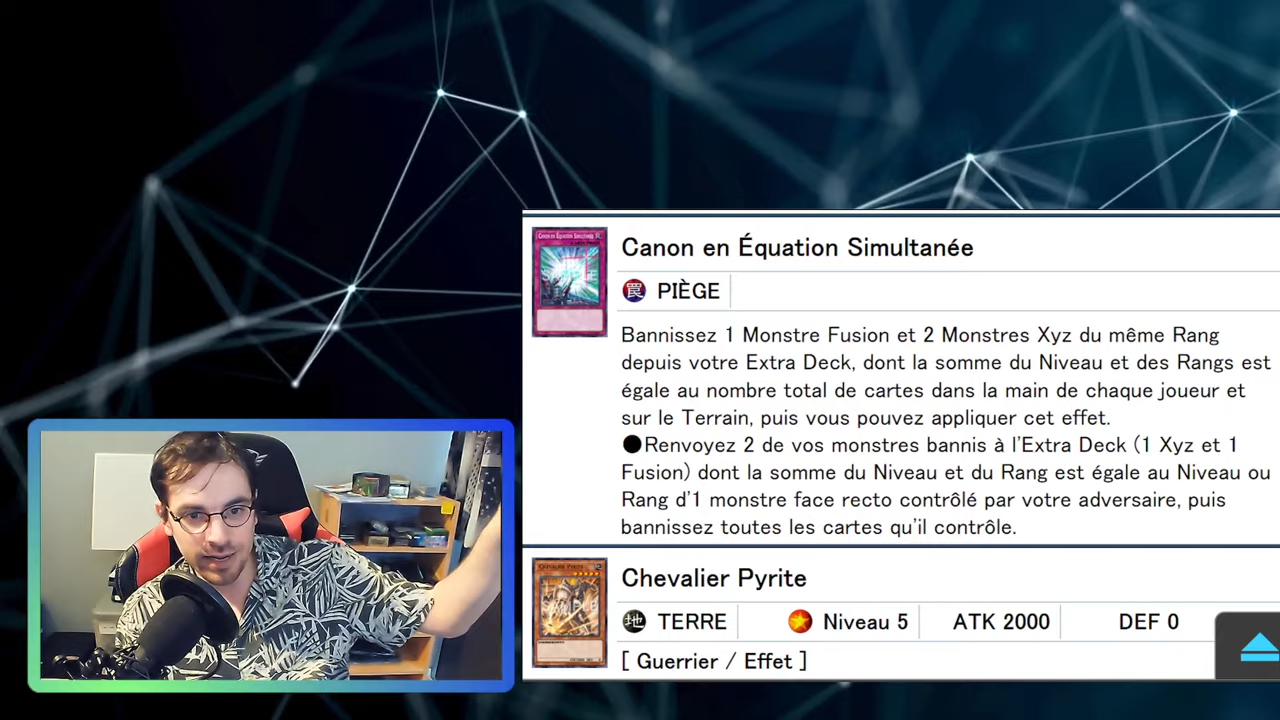 Canon en Équation Simultanée
罠 PIÈGE
Bannissez 1 Monstre Fusion et 2 Monstres Xyz du même Rang
depuis votre Extra Deck, dont la somme du Niveau et des Rangs est
égale au nombre total de cartes dans la main de chaque joueur et
sur le Terrain, puis vous pouvez appliquer cet effet.
●Renvoyez 2 de vos monstres bannis à l'Extra Deck (1 Xyz et 1
Fusion) dont la somme du Niveau et du Rang est égale au Niveau ou
Rang d'1 monstre face recto contrôlé par votre adversaire, puis
bannissez toutes les cartes qu'il contrôle.
Chevalier Pyrite
地 TERRE Niveau 5 ATK 2000 DEF 0
[ Guerrier / Effet ]